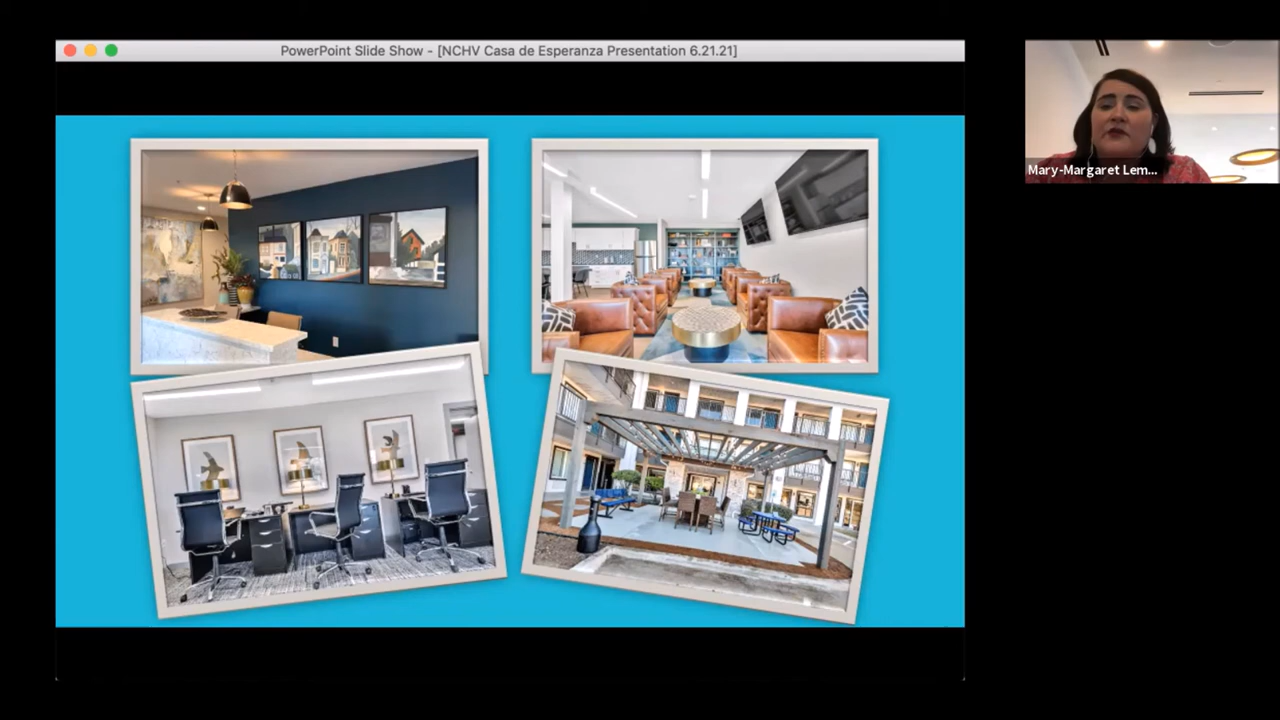 PowerPoint Slide Show - [NCHV Casa de Esperanza Presentation 6.21.21]
Mary-Margaret Lem...